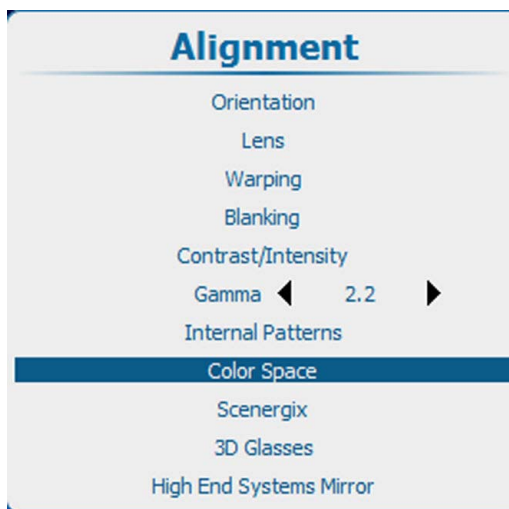 Alignment
Orientation
Lens
Warping
Blanking
Contrast/Intensity
Gamma 2.2
Internal Patterns
Color Space
Scenergix
3D Glasses
High End Systems Mirror